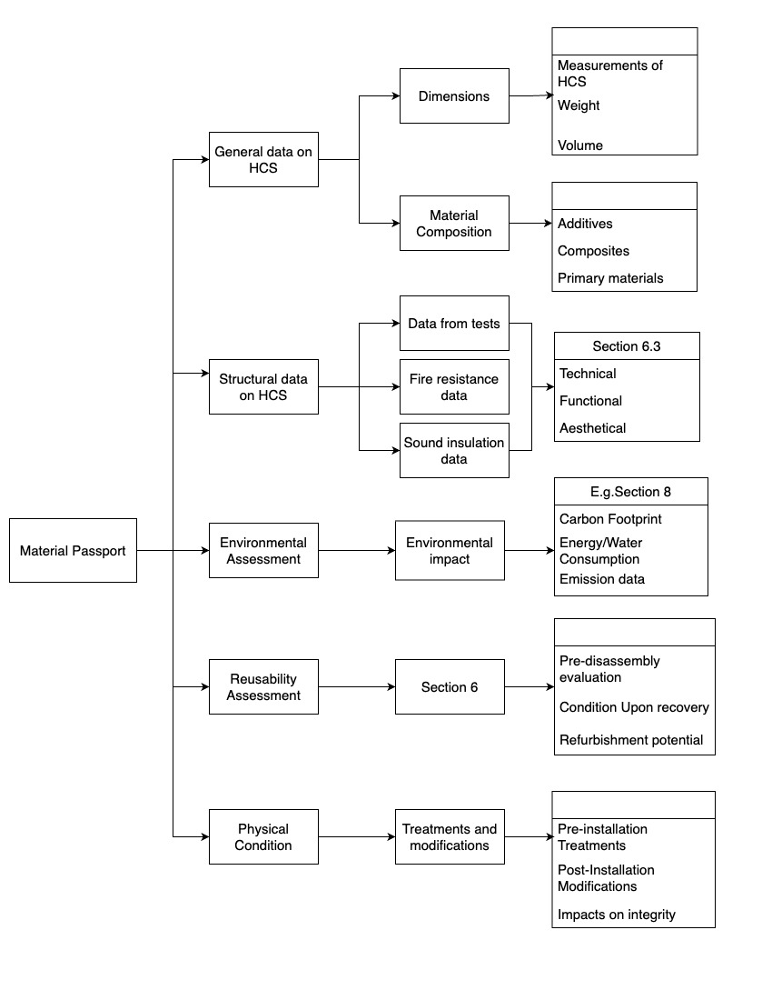 Measurements of
HCS
Weight
Volume
Dimensions
General data on
HCS
Material
Composition
Additives
Composites
Primary materials
Data from tests
Fire resistance
data
Sound insulation
data
Structural data
on HCS
Section 6.3
Technical
Functional
Aesthetical
Material Passport
Environmental
Assessment
Environmental
impact
E.g.Section 8
Carbon Footprint
Energy/Water
Consumption
Emission data
Reusability
Assessment
Section 6
Pre-disassembly
evaluation
Condition Upon recovery
Refurbishment potential
Physical
Condition
Treatments and
modifications
Pre-installation
Treatments
Post-Installation
Modifications
Impacts on integrity